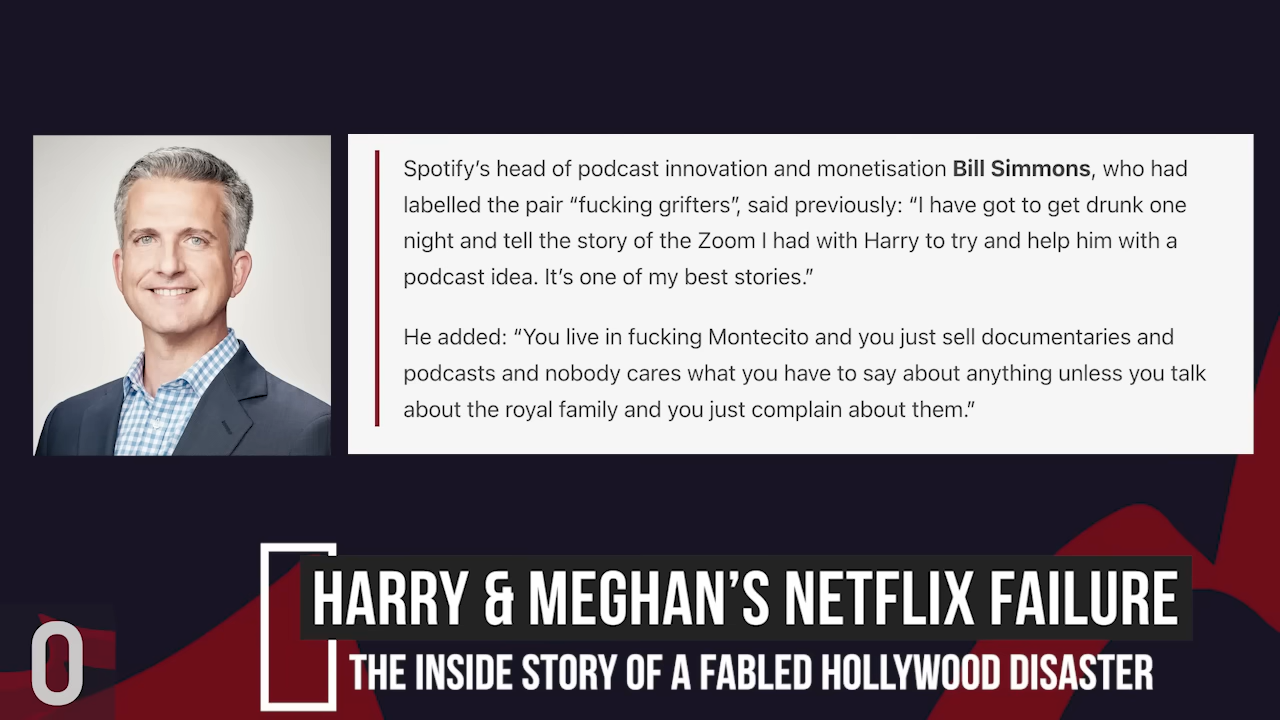 Spotify’s head of podcast innovation and monetisation Bill Simmons, who had
labelled the pair “fucking grifters”, said previously: “I have got to get drunk one
night and tell the story of the Zoom I had with Harry to try and help him with a
podcast idea. It’s one of my best stories.”
He added: “You live in fucking Montecito and you just sell documentaries and
podcasts and nobody cares what you have to say about anything unless you talk
about the royal family and you just complain about them.”
HARRY & MEGHAN’S NETFLIX FAILURE
THE INSIDE STORY OF A FABLED HOLLYWOOD DISASTER
O